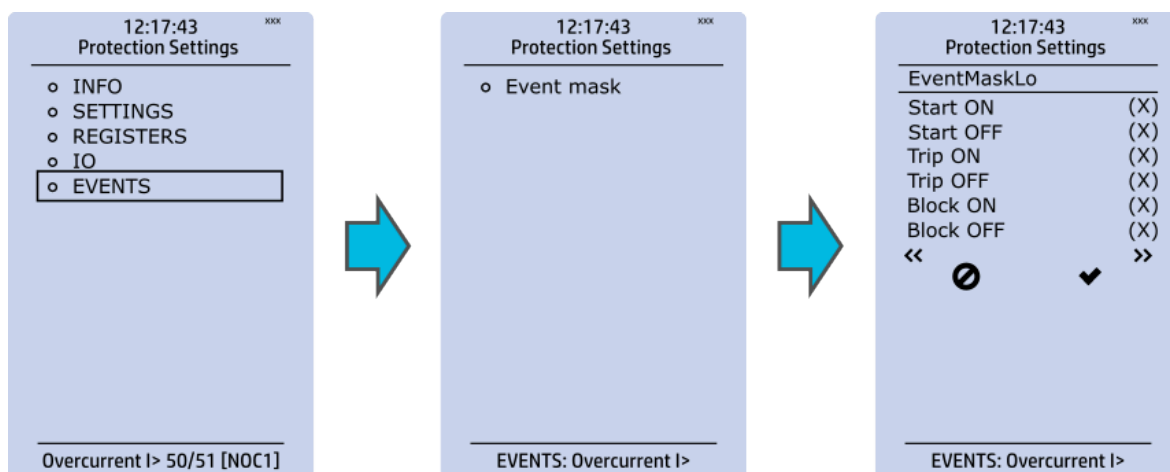 12:17:43 xxx
Protection Settings
INFO
SETTINGS
REGISTERS
IO
EVENTS
Overcurrent I> 50/51 [NOC1]
12:17:43 xxx
Protection Settings
Event mask
EVENTS: Overcurrent I>
12:17:43 xxx
Protection Settings
EventMaskLo
Start ON (X)
Start OFF (X)
Trip ON (X)
Trip OFF (X)
Block ON (X)
Block OFF (X)
<< >>
EVENTS: Overcurrent I>